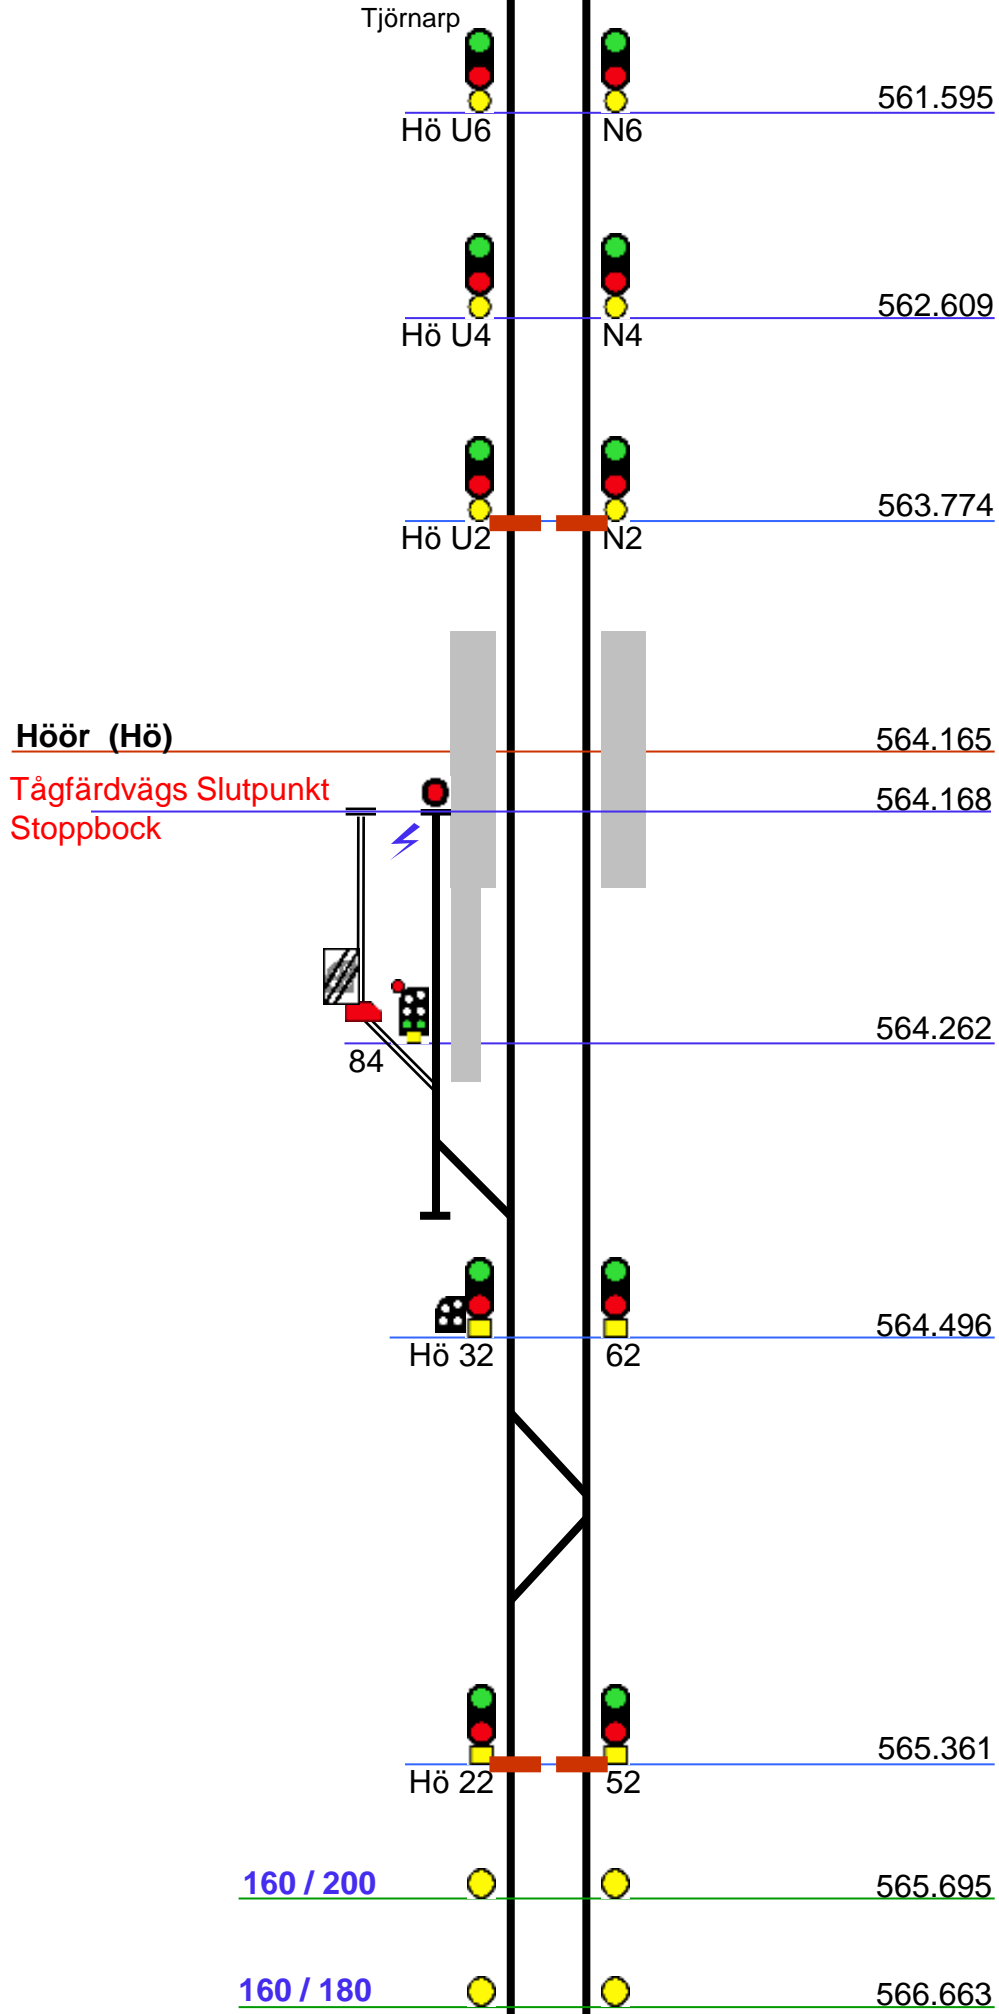 Tjörnarp
561.595
Hö U6 N6
562.609
Hö U4 N4
563.774
Hö U2 N2
Höör (Hö) 564.165
Tågfärdvägs Slutpunkt 564.168
Stoppbock
564.262
84
564.496
Hö 32 62
565.361
Hö 22 52
160 / 200 565.695
160 / 180 566.663